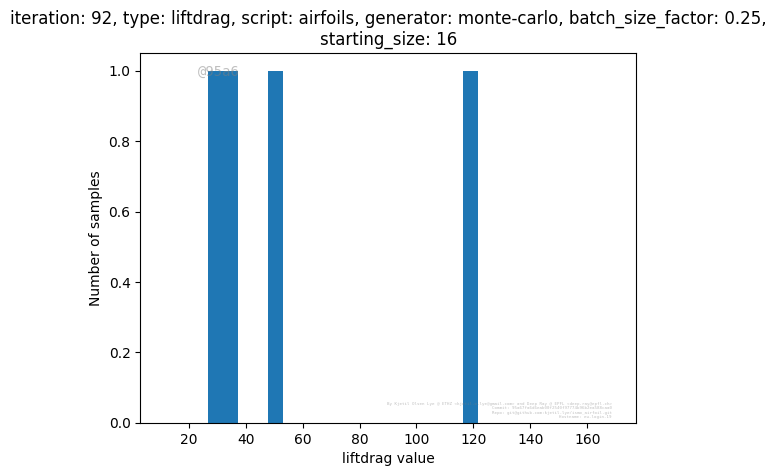 iteration: 92, type: liftdrag, script: airfoils, generator: monte-carlo, batch_size_factor: 0.25,
starting_size: 16
@95a6
1.0
0.8
0.6
0.4
0.2
0.0
Number of samples
20 40 60 80 100 120 140 160
liftdrag value